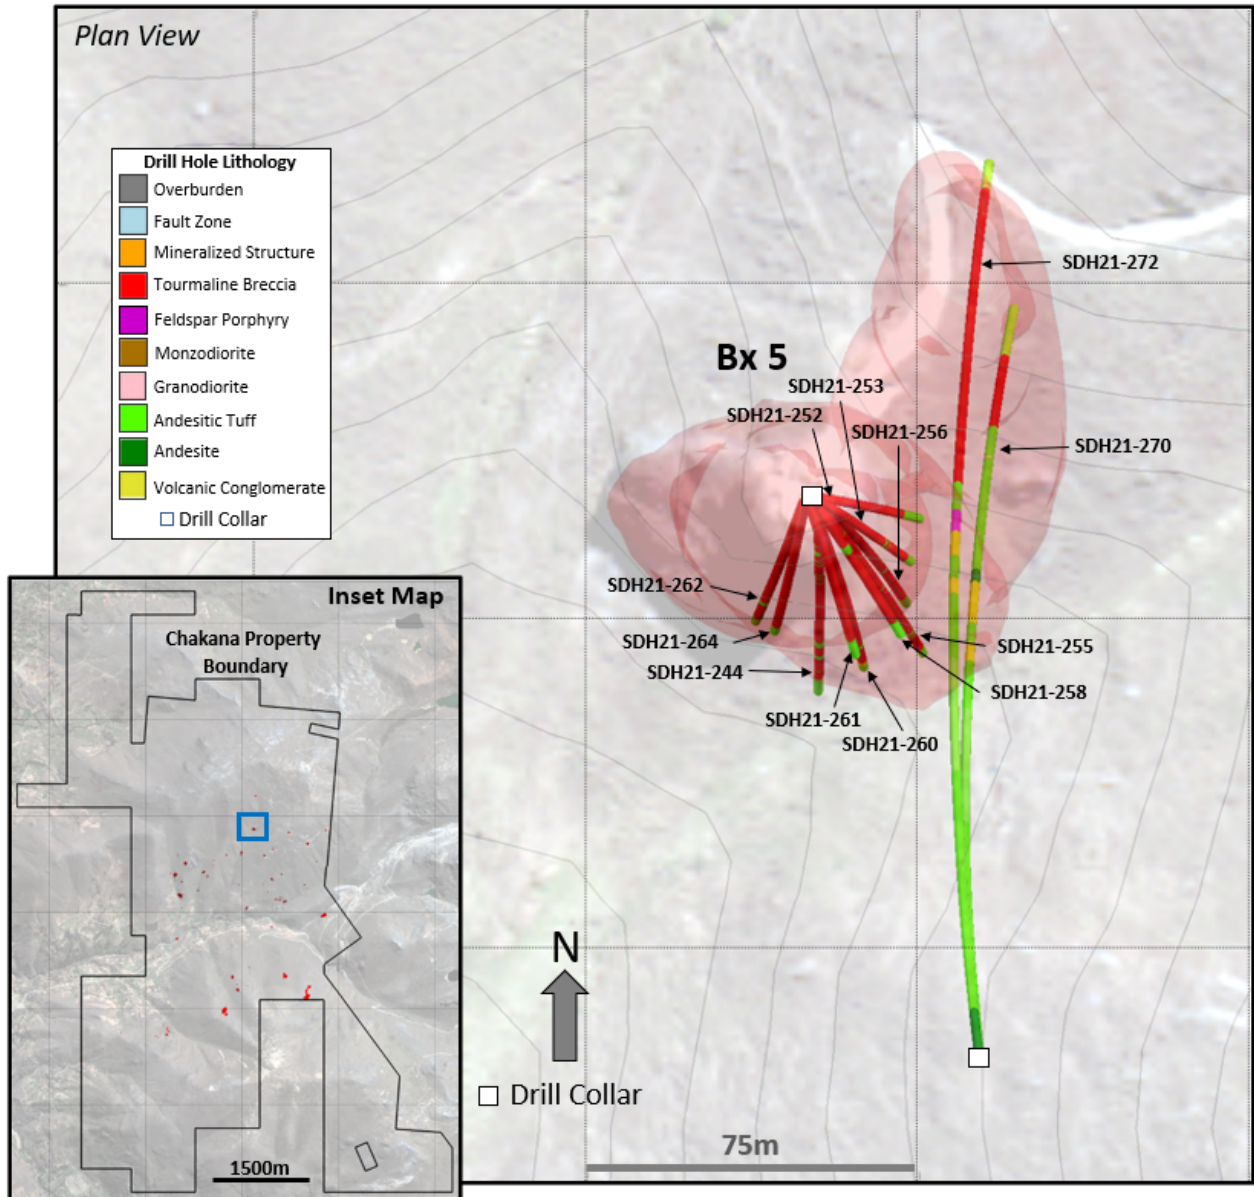 Plan View
Drill Hole Lithology
Overburden
Fault Zone
Mineralized Structure
Tourmaline Breccia
Feldspar Porphyry
Monzodiorite
Granodiorite
Andesitic Tuff
Andesite
Volcanic Conglomerate
Drill Collar
SDH21-272
Bx 5
SDH21-253
SDH21-252
SDH21-256
SDH21-270
SDH21-262
SDH21-264
SDH21-244
SDH21-255
SDH21-258
SDH21-261
SDH21-260
Inset Map
Chakana Property
Boundary
1500m
N
Drill Collar
75m